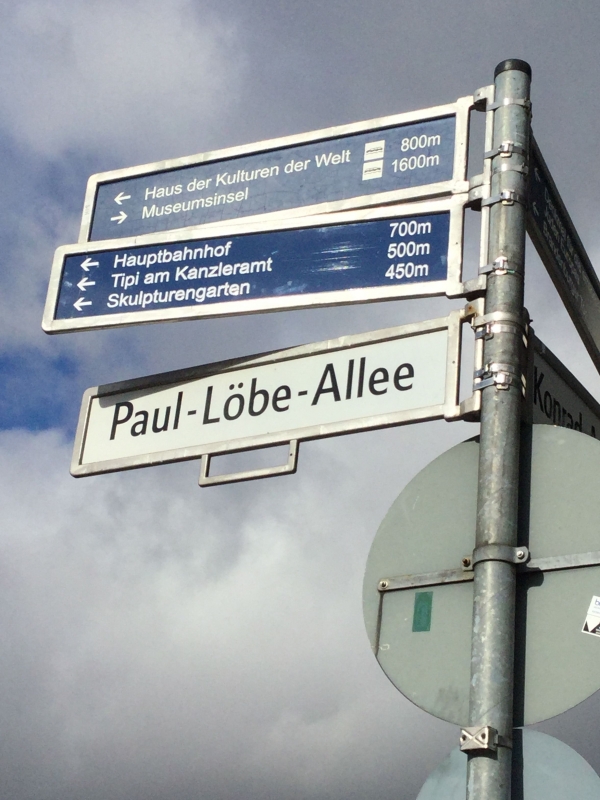 ← Haus der Kulturen der Welt 800m
→ Museumsinsel 1600m
← Hauptbahnhof 700m
← Tipi am Kanzleramt 500m
← Skulpturengarten 450m
Paul-Löbe-Allee
Konrad-A